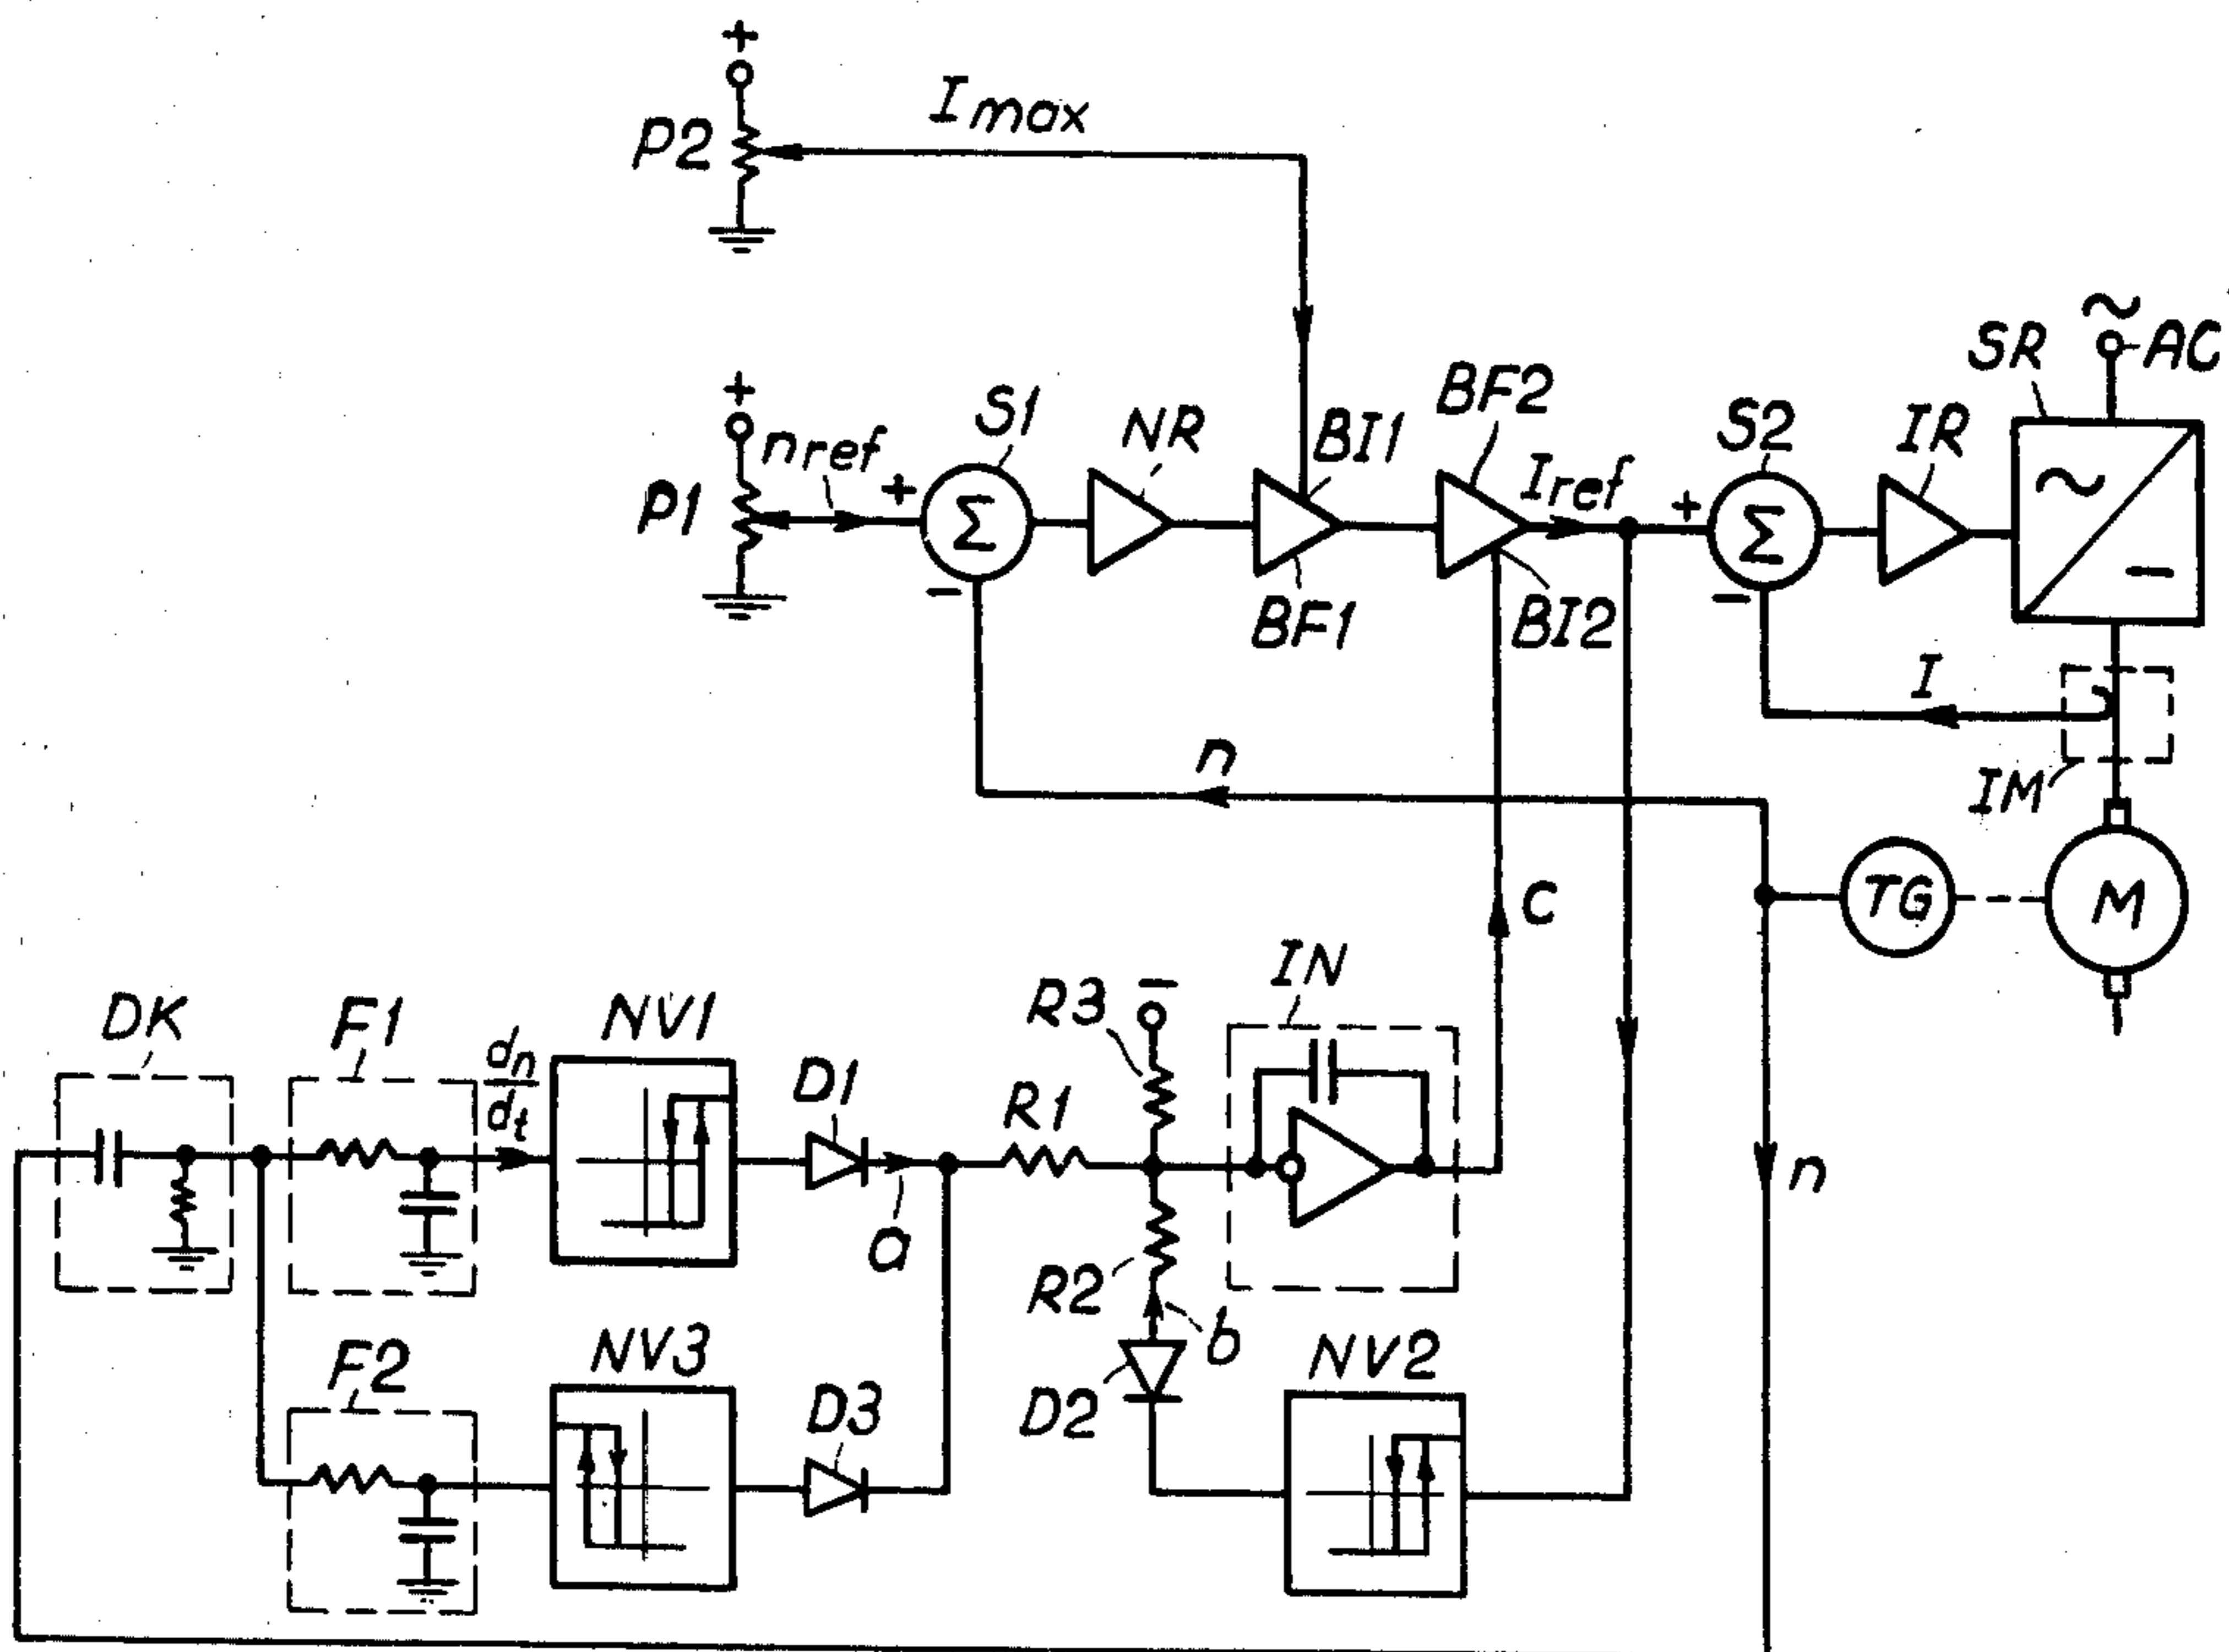 +
P2
Imax
+
P1
nref
+
S1
Σ
−
NR
BI1
BF1
BF2
BI2
Iref
+
S2
Σ
−
IR
SR
~
AC
~
−
I
IM
n
TG
M
C
n
DK
F1
dn
dt
NV1
D1
a
R1
R3
−
IN
R2
b
D2
F2
NV3
D3
NV2